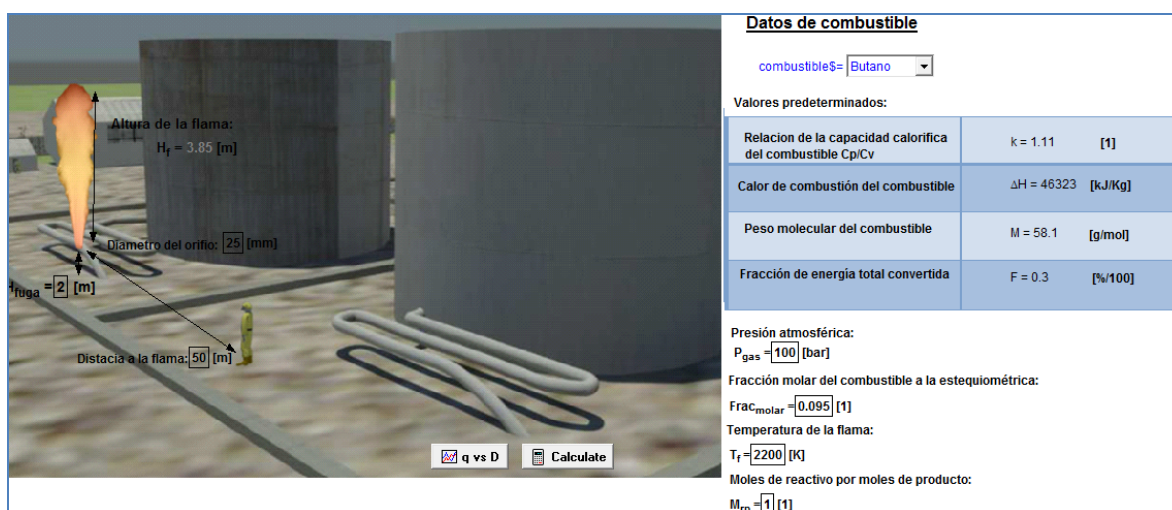 Datos de combustible
combustible$= Butano
Valores predeterminados:
Relacion de la capacidad calorifica
del combustible Cp/Cv
k = 1.11 [1]
Calor de combustión del combustible
ΔH = 46323 [kJ/Kg]
Peso molecular del combustible
M = 58.1 [g/mol]
Fracción de energía total convertida
F = 0.3 [%/100]
Presión atmosférica:
Pgas = 100 [bar]
Fracción molar del combustible a la estequiométrica:
Fracmolar = 0.095 [1]
Temperatura de la flama:
Tf = 2200 [K]
Moles de reactivo por moles de producto:
Mrp = 1 [1]
Altura de la flama:
Hf = 3.85 [m]
Diametro del orifio: 25 [mm]
fuga = 2 [m]
Distacia a la flama: 50 [m]
q vs D
Calculate